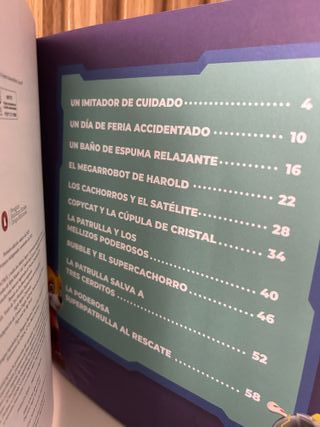 UN IMITADOR DE CUIDADO 4
UN DÍA DE FERIA ACCIDENTADO 10
UN BAÑO DE ESPUMA RELAJANTE 16
EL MEGARROBOT DE HAROLD 22
LOS CACHORROS Y EL SATÉLITE 28
COPYCAT Y LA CÚPULA DE CRISTAL 34
LA PATRULLA Y LOS
MELLIZOS PODEROSOS 40
RUBBLE Y EL SUPERCACHORRO 46
LA PATRULLA SALVA A
TRES CERDITOS 52
LA PODEROSA
SUPERPATRULLA AL RESCATE 58